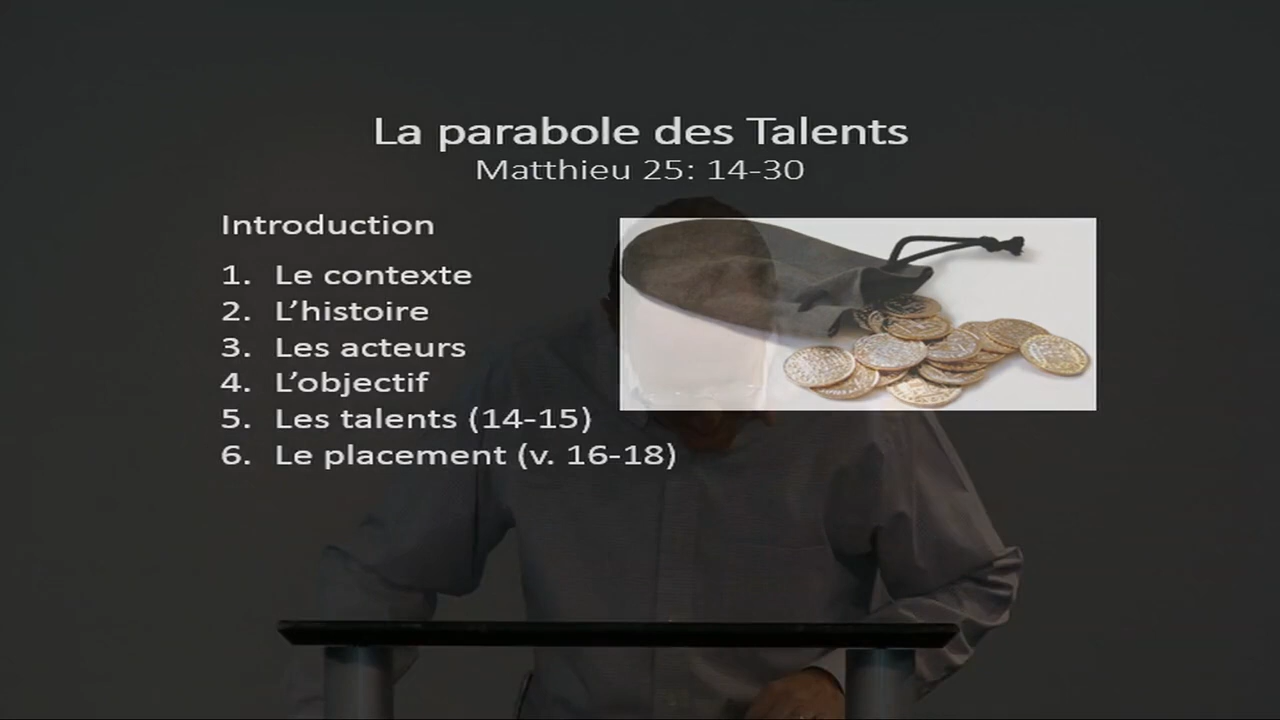 La parabole des Talents
Matthieu 25: 14-30
Introduction
1. Le contexte
2. L’histoire
3. Les acteurs
4. L’objectif
5. Les talents (14-15)
6. Le placement (v. 16-18)